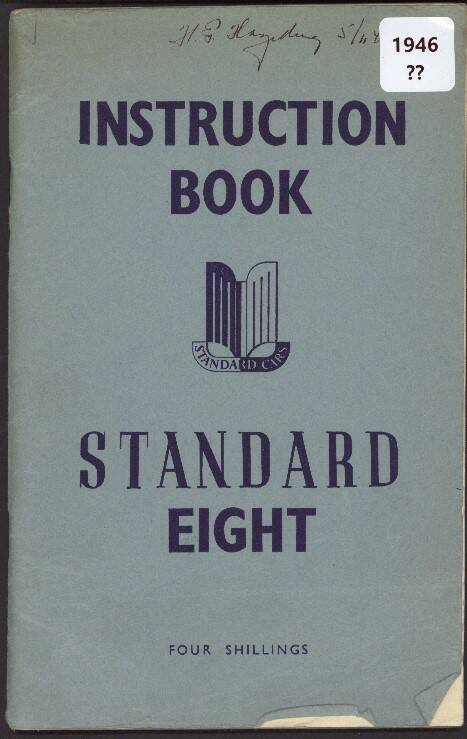 H.G.
1946
??
INSTRUCTION
BOOK
STANDARD CARS
STANDARD
EIGHT
FOUR SHILLINGS